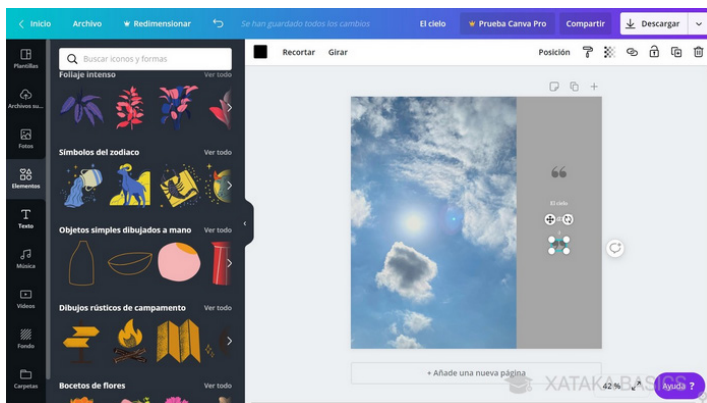 Inicio
Archivo
Redimensionar
Se han guardado todos los cambios
El cielo
Prueba Canva Pro
Compartir
Descargar
Buscar iconos y formas
Recortar
Girar
Posición
Plantillas
Archivos su...
Fotos
Elementos
Texto
Música
Vídeos
Fondo
Carpetas
Follaje intenso
Ver todo
Símbolos del zodiaco
Ver todo
Objetos simples dibujados a mano
Ver todo
Dibujos rústicos de campamento
Ver todo
Bocetos de flores
Ver todo
“
El cielo
+ Añade una nueva página
XATAKA BASICS
42 %
Ayuda ?